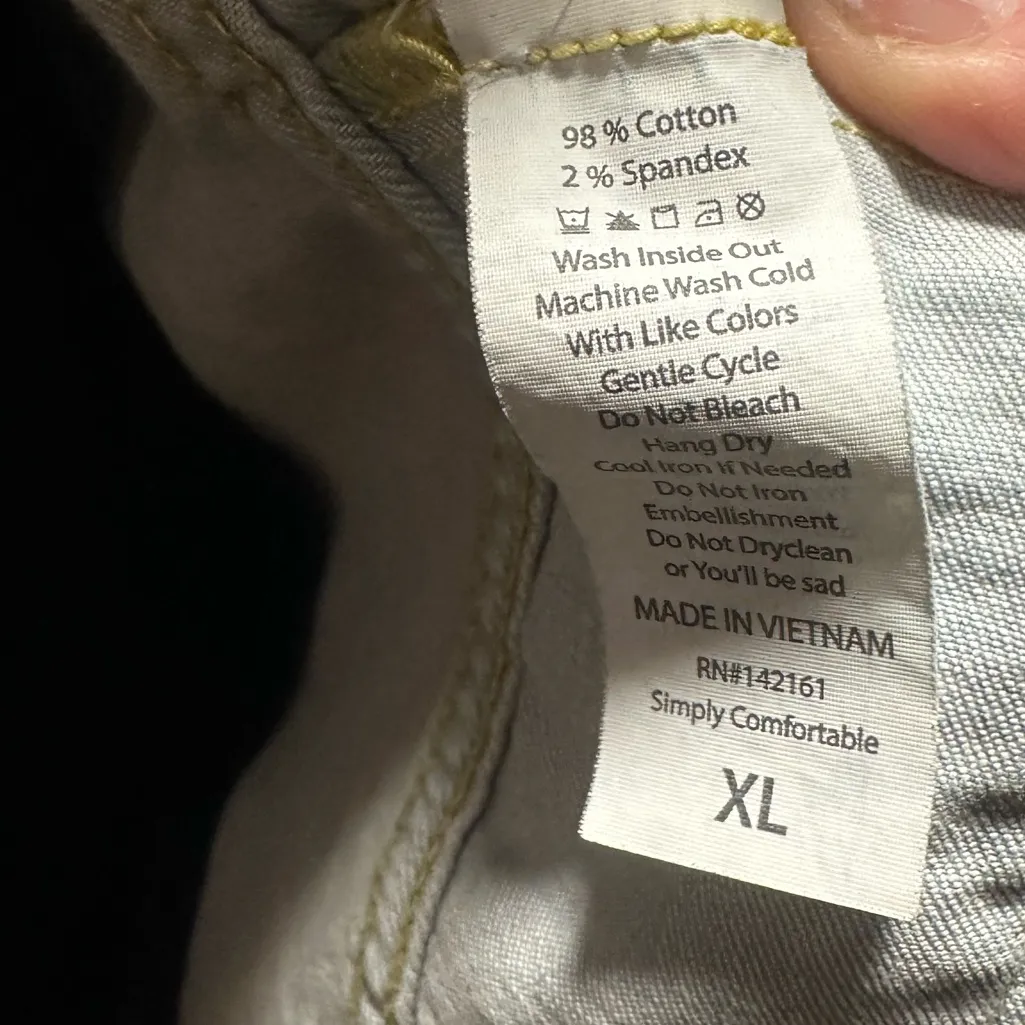 98 % Cotton
2 % Spandex
Wash Inside Out
Machine Wash Cold
With Like Colors
Gentle Cycle
Do Not Bleach
Hang Dry
Cool Iron If Needed
Do Not Iron
Embellishment
Do Not Dryclean
or You'll be sad
MADE IN VIETNAM
RN#142161
Simply Comfortable
XL